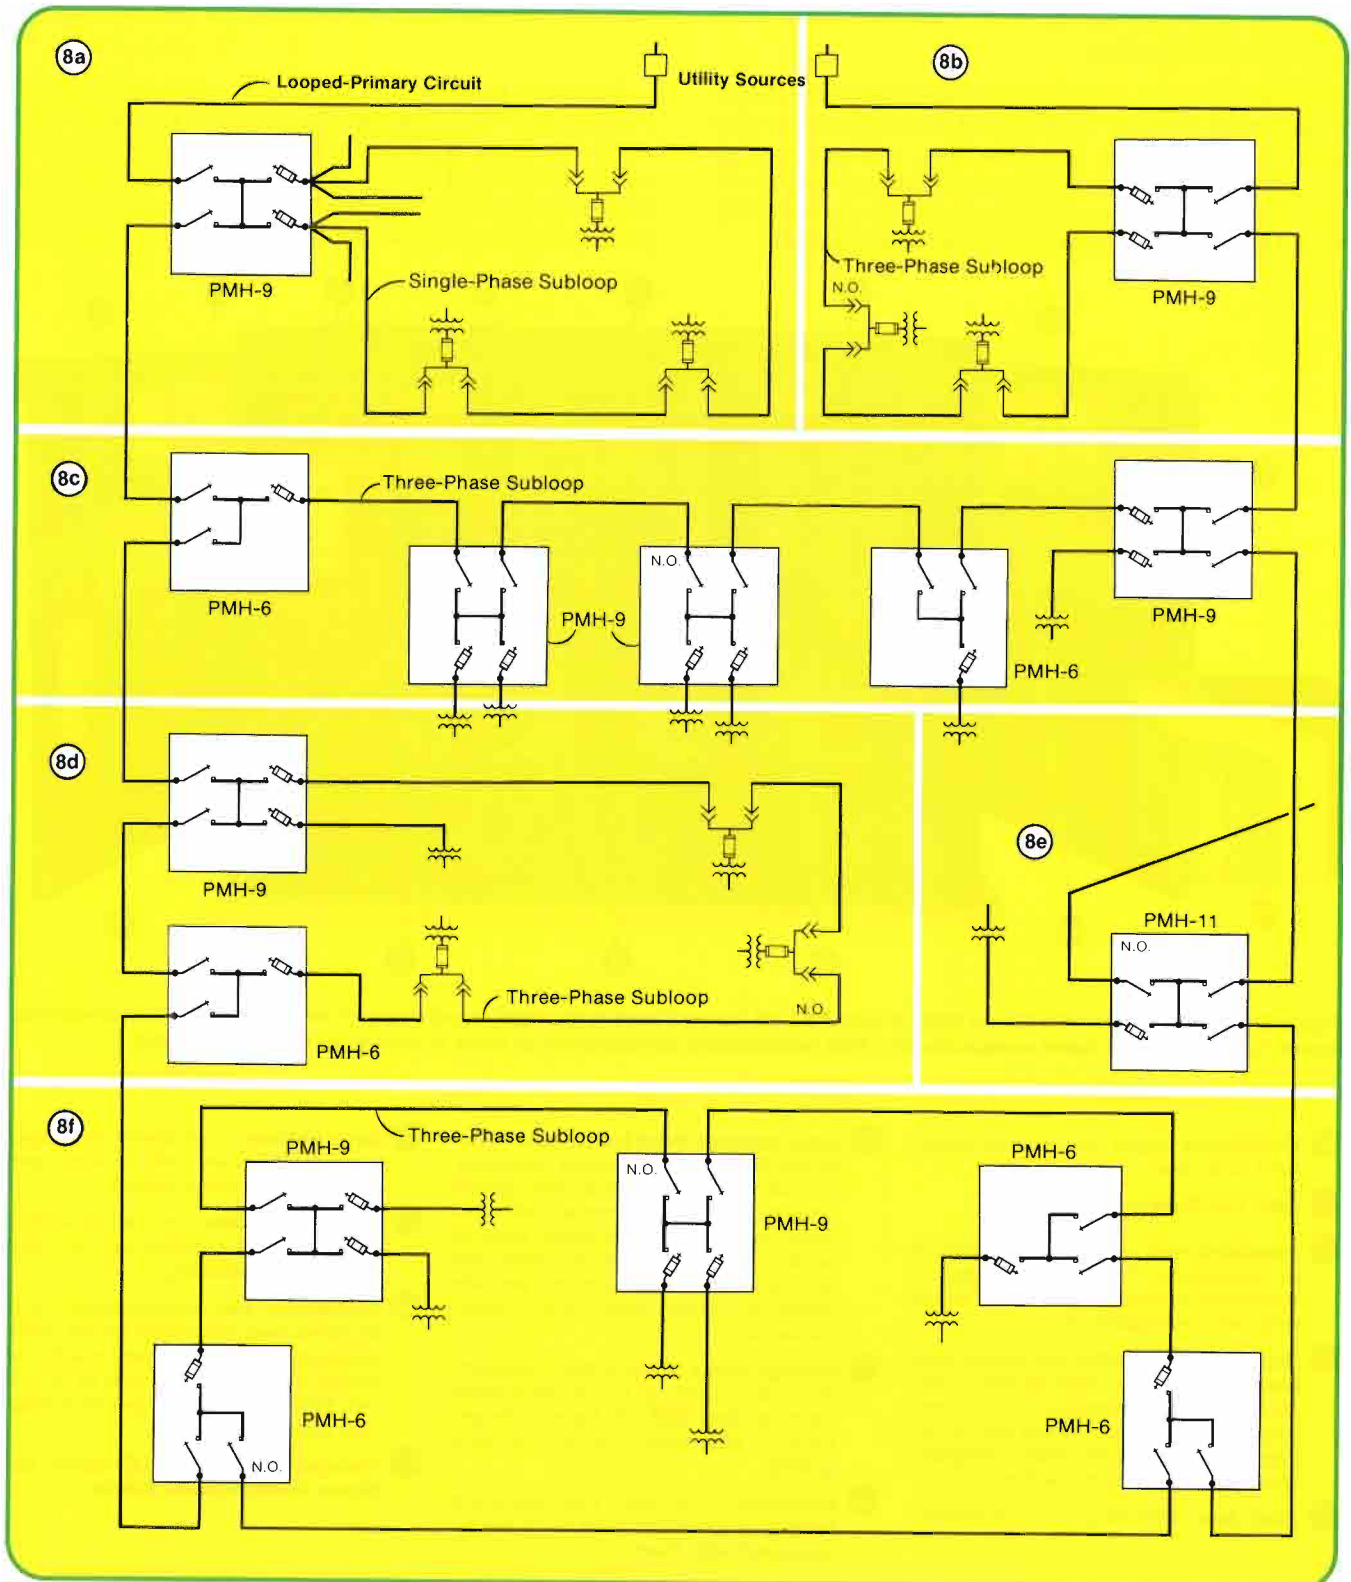 8a
Looped-Primary Circuit
Utility Sources
8b
PMH-9
Single-Phase Subloop
Three-Phase Subloop
N.O.
PMH-9
8c
Three-Phase Subloop
PMH-6
N.O.
PMH-9
PMH-6
PMH-9
8d
PMH-9
Three-Phase Subloop
N.O.
PMH-6
8e
PMH-11
N.O.
8f
Three-Phase Subloop
PMH-9
N.O.
PMH-9
PMH-6
PMH-6
N.O.
PMH-6